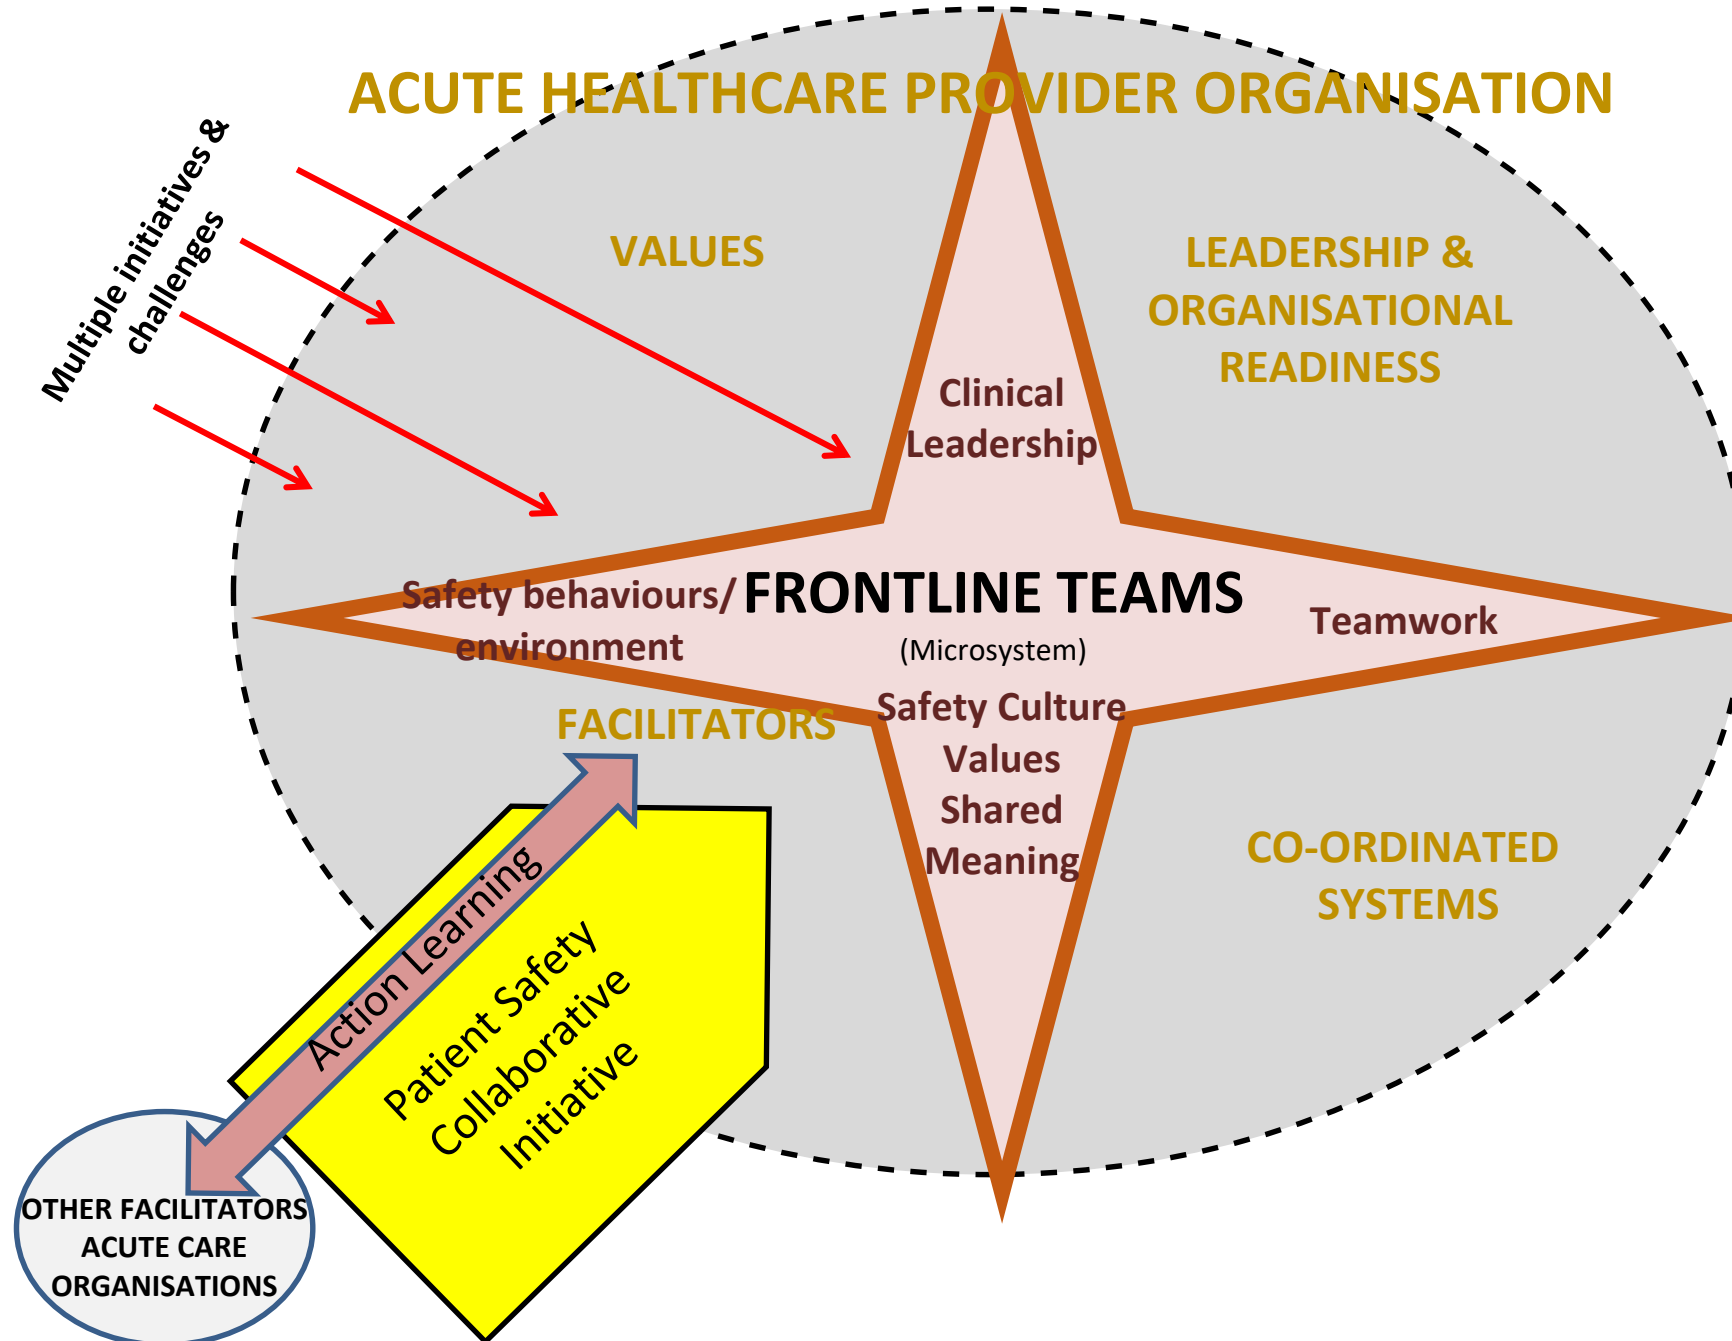 ACUTE HEALTHCARE PROVIDER ORGANISATION
Multiple initiatives &
challenges
VALUES
LEADERSHIP &
ORGANISATIONAL
READINESS
Clinical
Leadership
Safety behaviours/
environment
FRONTLINE TEAMS
(Microsystem)
Teamwork
Safety Culture
Values
Shared
Meaning
FACILITATORS
CO-ORDINATED
SYSTEMS
Action Learning
Patient Safety
Collaborative
Initiative
OTHER FACILITATORS
ACUTE CARE
ORGANISATIONS